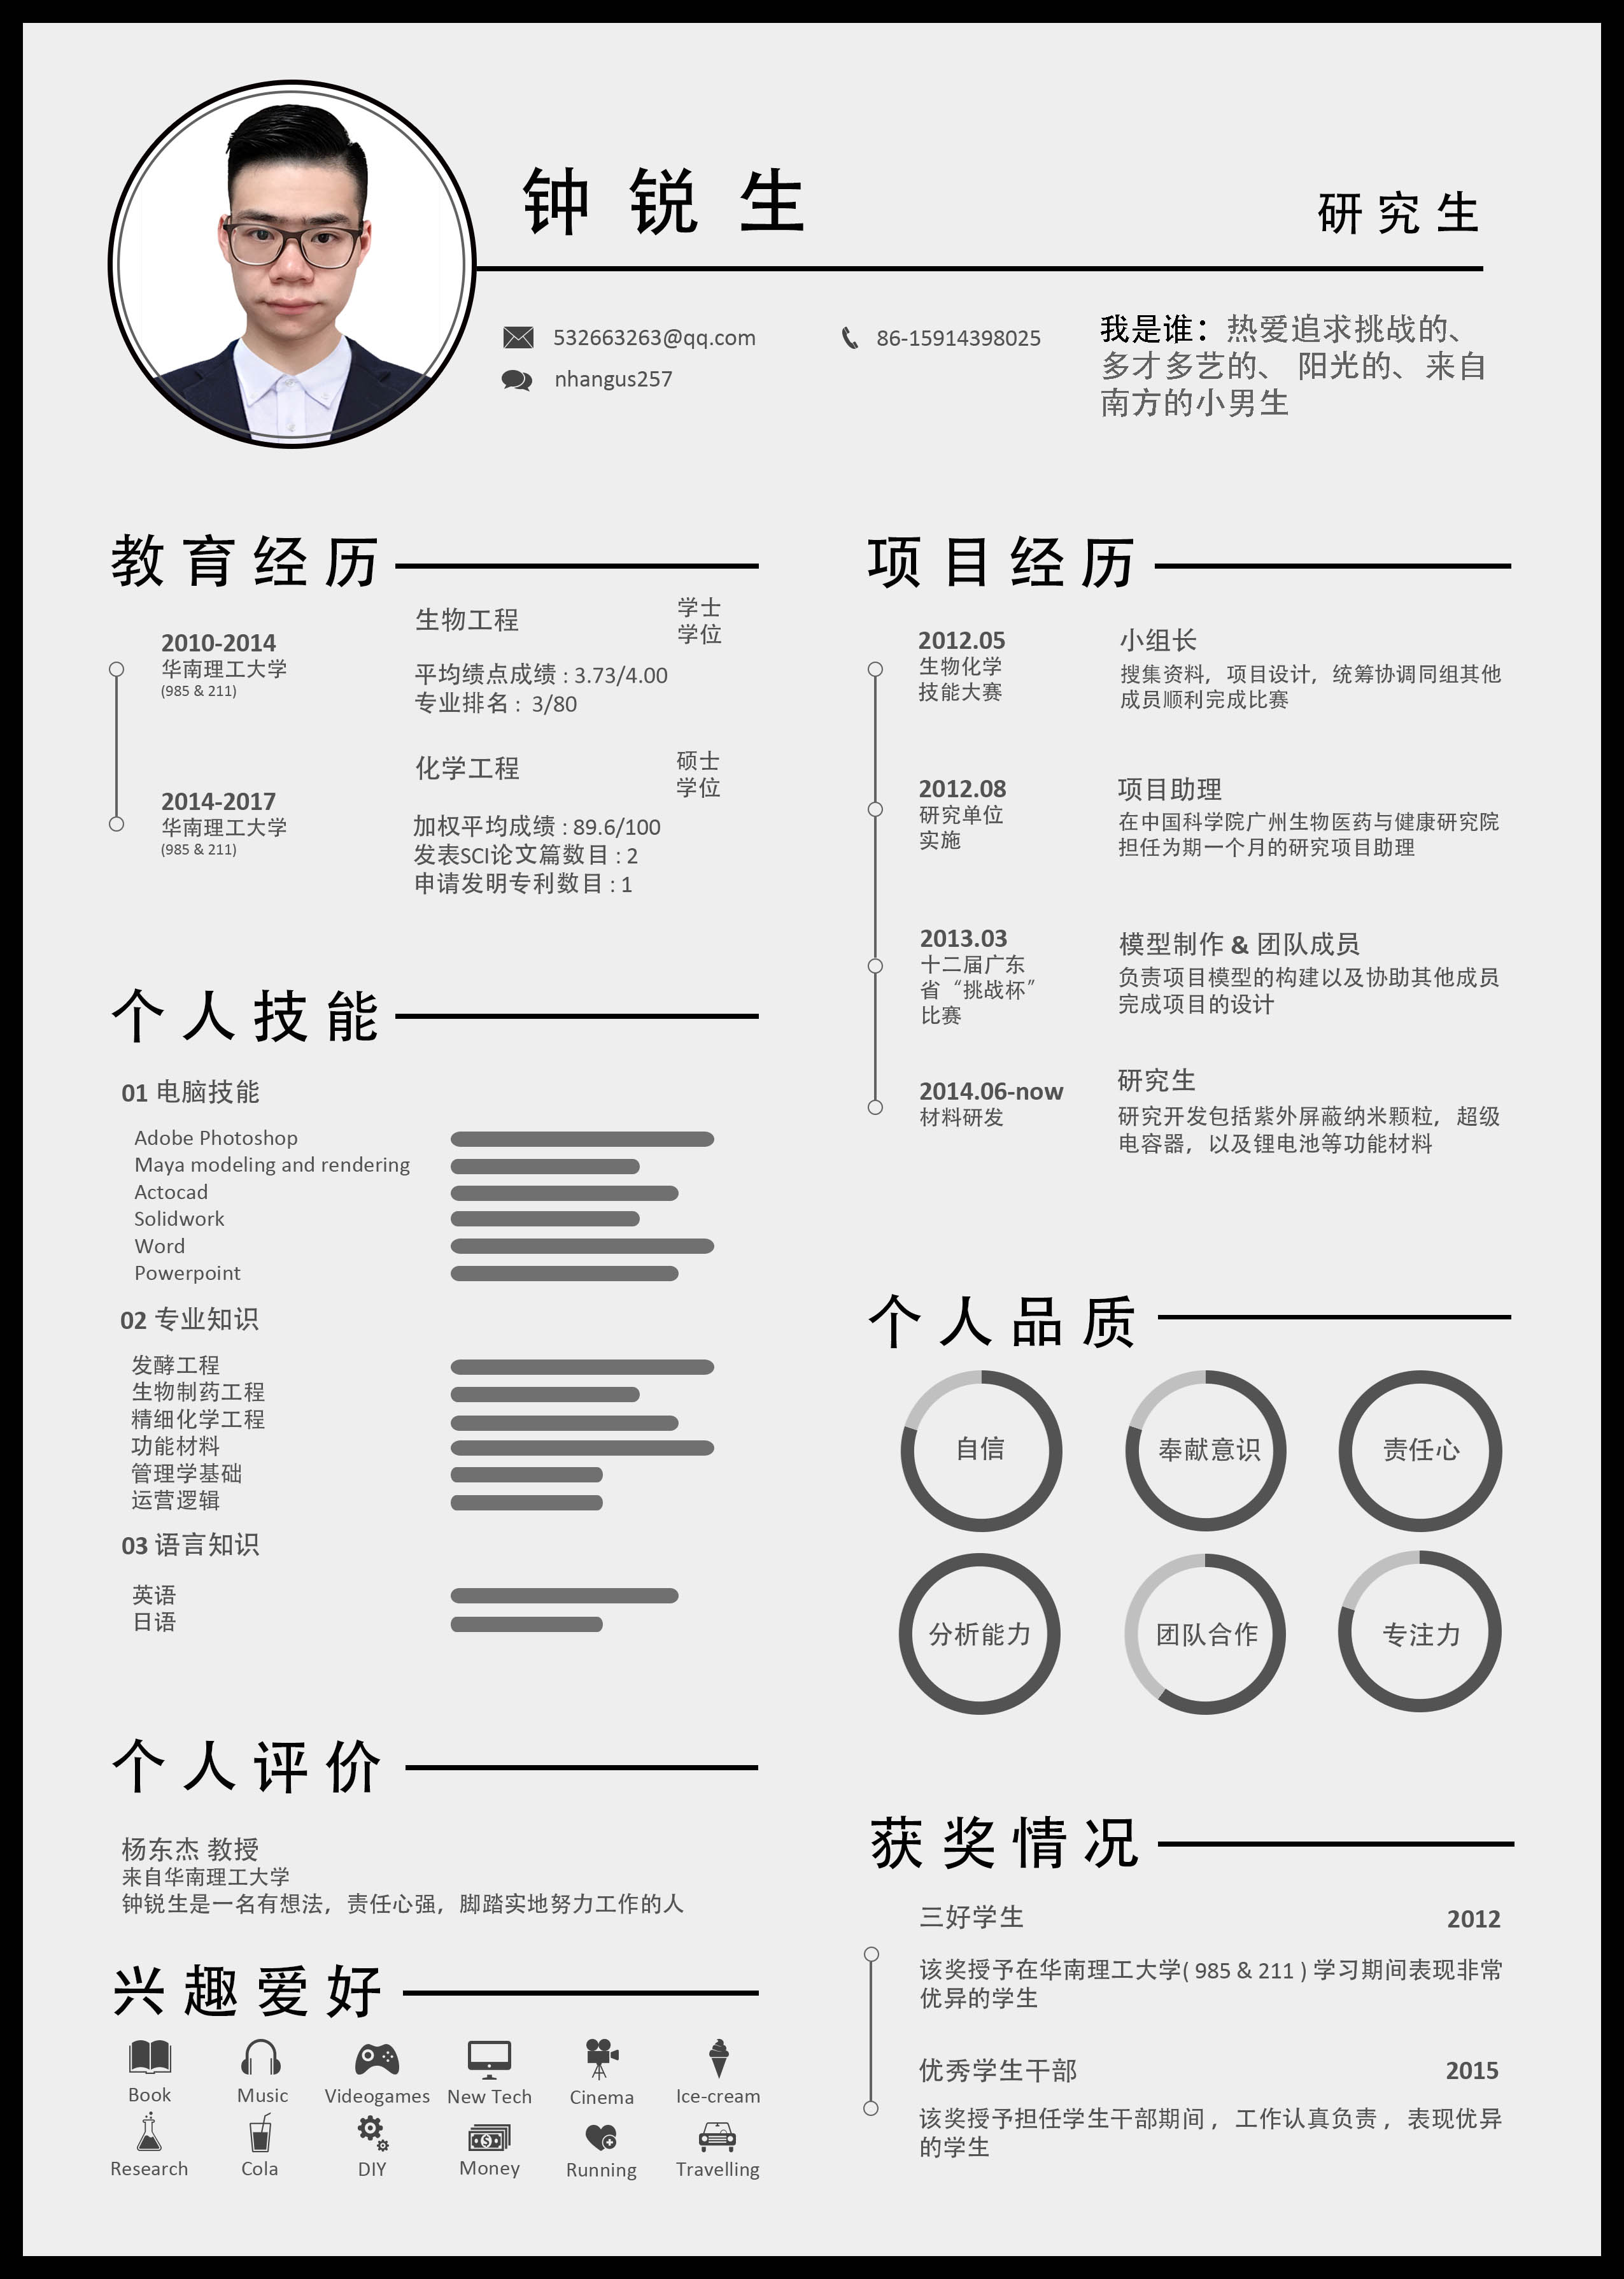 钟锐生
研究生
532663263@qq.com
86-15914398025
nhangus257
我是谁：热爱追求挑战的、
多才多艺的、 阳光的、来自
南方的小男生
教育经历
2010-2014
华南理工大学
(985 & 211)
生物工程
学士
学位
平均绩点成绩 : 3.73/4.00
专业排名 : 3/80
2014-2017
华南理工大学
(985 & 211)
化学工程
硕士
学位
加权平均成绩 : 89.6/100
发表SCI论文篇数目 : 2
申请发明专利数目 : 1
个人技能
01 电脑技能
Adobe Photoshop
Maya modeling and rendering
Actocad
Solidwork
Word
Powerpoint
02 专业知识
发酵工程
生物制药工程
精细化学工程
功能材料
管理学基础
运营逻辑
03 语言知识
英语
日语
个人评价
杨东杰 教授
来自华南理工大学
钟锐生是一名有想法，责任心强，脚踏实地努力工作的人
兴趣爱好
Book
Music
Videogames
New Tech
Cinema
Ice-cream
Research
Cola
DIY
Money
Running
Travelling
项目经历
2012.05
生物化学
技能大赛
小组长
搜集资料，项目设计，统筹协调同组其他
成员顺利完成比赛
2012.08
研究单位
实施
项目助理
在中国科学院广州生物医药与健康研究院
担任为期一个月的研究项目助理
2013.03
十二届广东
省“挑战杯”
比赛
模型制作 & 团队成员
负责项目模型的构建以及协助其他成员
完成项目的设计
2014.06-now
材料研发
研究生
研究开发包括紫外屏蔽纳米颗粒，超级
电容器，以及锂电池等功能材料
个人品质
自信
奉献意识
责任心
分析能力
团队合作
专注力
获奖情况
三好学生
2012
该奖授予在华南理工大学( 985 & 211 ) 学习期间表现非常
优异的学生
优秀学生干部
2015
该奖授予担任学生干部期间，工作认真负责，表现优异
的学生